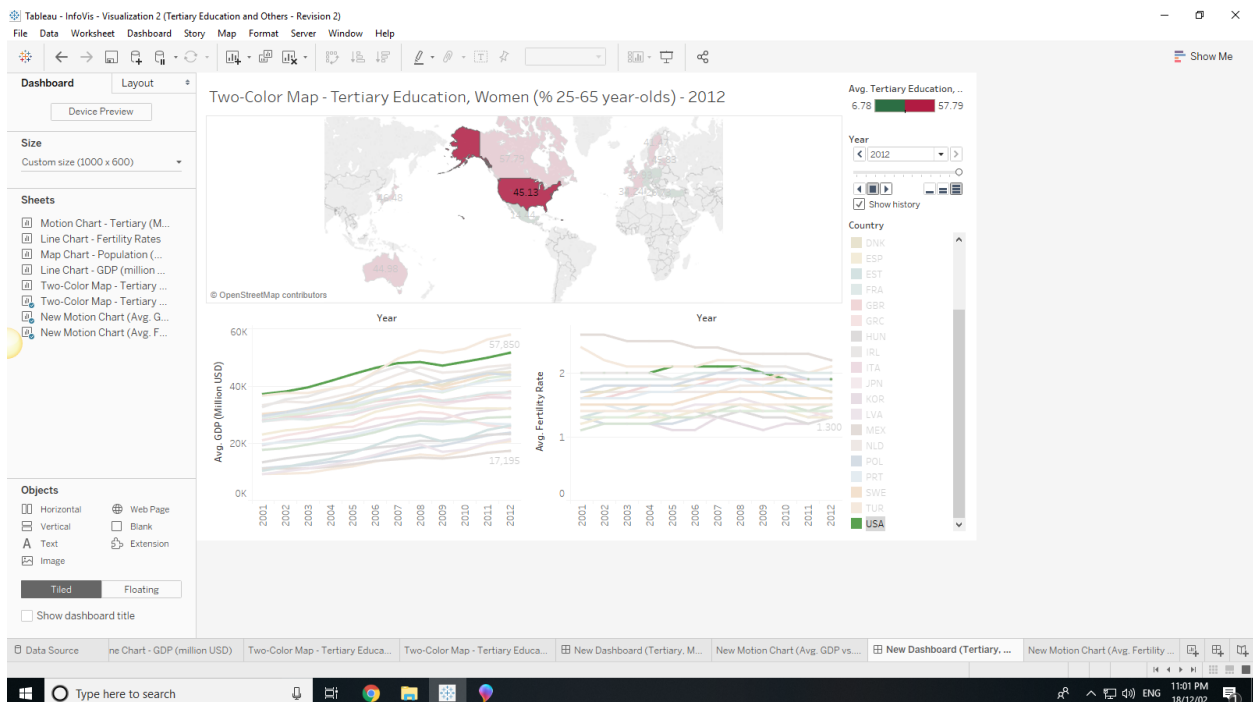 Tableau - InfoVis - Visualization 2 (Tertiary Education and Others - Revision 2)
File Data Worksheet Dashboard Story Map Format Server Window Help
Show Me
Dashboard Layout
Device Preview
Size
Custom size (1000 x 600)
Sheets
Motion Chart - Tertiary (M...
Line Chart - Fertility Rates
Map Chart - Population (...
Line Chart - GDP (million ...
Two-Color Map - Tertiary ...
Two-Color Map - Tertiary ...
New Motion Chart (Avg. G...
New Motion Chart (Avg. F...
Objects
Horizontal Web Page
Vertical Blank
A Text Extension
Image
Tiled Floating
Show dashboard title
Two-Color Map - Tertiary Education, Women (% 25-65 year-olds) - 2012
45.13
© OpenStreetMap contributors
Year
60K
40K
20K
0K
Avg. GDP (Million USD)
57,850
17,195
2001 2002 2003 2004 2005 2006 2007 2008 2009 2010 2011 2012
Year
2
1
0
Avg. Fertility Rate
1.300
2001 2002 2003 2004 2005 2006 2007 2008 2009 2010 2011 2012
Avg. Tertiary Education, ..
6.78 57.79
Year
2012
Show history
Country
DNK
ESP
EST
FRA
GBR
GRC
HUN
IRL
ITA
JPN
KOR
LVA
MEX
NLD
POL
PRT
SWE
TUR
USA
Data Source ne Chart - GDP (million USD) Two-Color Map - Tertiary Educa... Two-Color Map - Tertiary Educa... New Dashboard (Tertiary, M... New Motion Chart (Avg. GDP vs.... New Dashboard (Tertiary, ... New Motion Chart (Avg. Fertility ...
Type here to search
ENG
11:01 PM
18/12/02